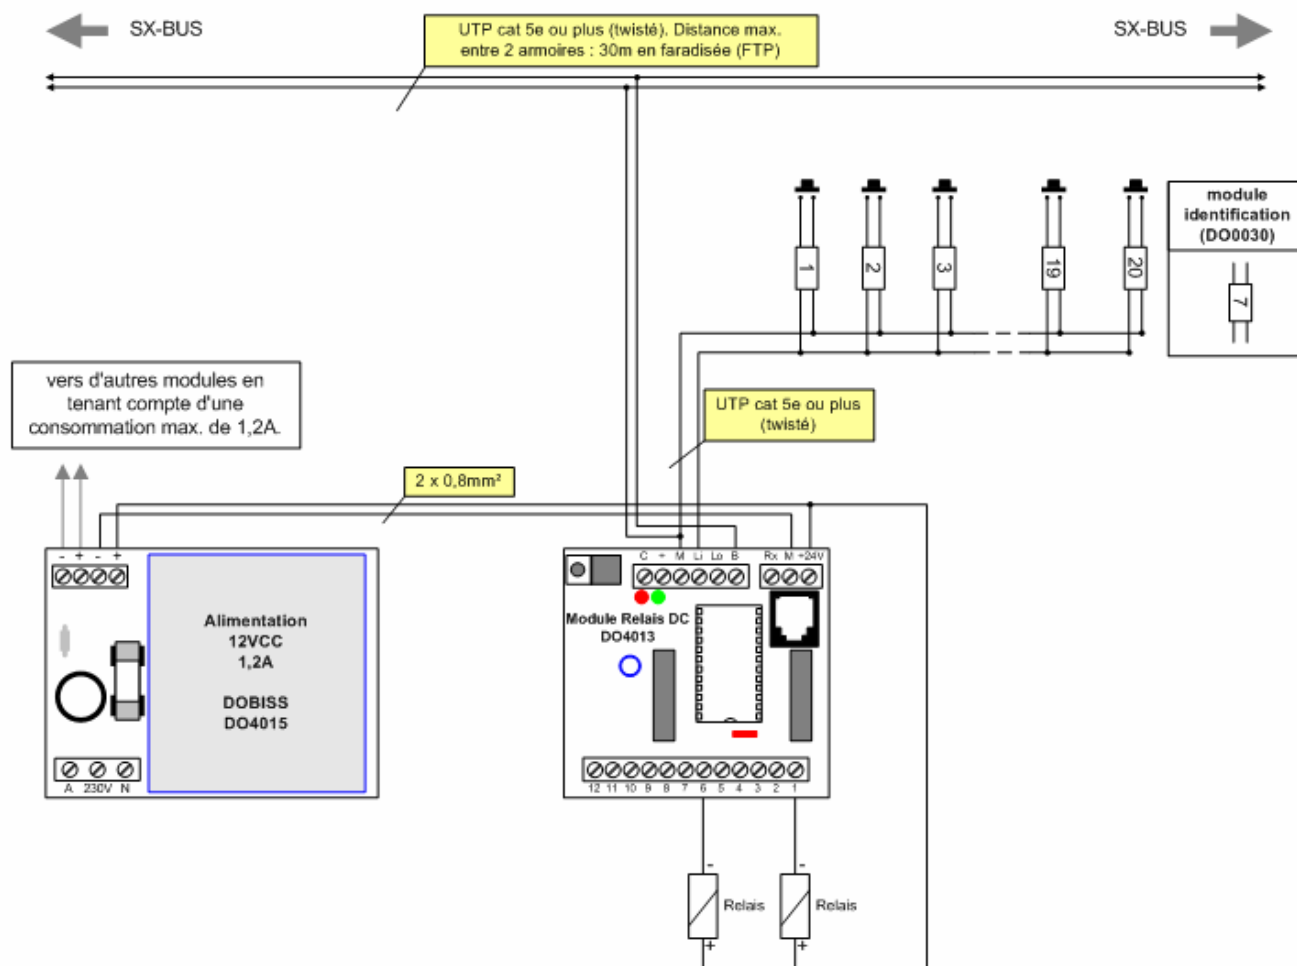 SX-BUS
UTP cat 5e ou plus (twisté). Distance max.
entre 2 armoires : 30m en faradisée (FTP)
SX-BUS
1
2
3
19
20
module
identification
(DO0030)
7
vers d'autres modules en
tenant compte d'une
consommation max. de 1,2A.
UTP cat 5e ou plus
(twisté)
2 x 0,8mm²
- + - +
Alimentation
12VCC
1,2A
DOBISS
DO4015
A 230V N
C + M Li Lo B
Rx M +24V
Module Relais DC
DO4013
12 11 10 9 8 7 6 5 4 3 2 1
- -
Relais Relais
+ +